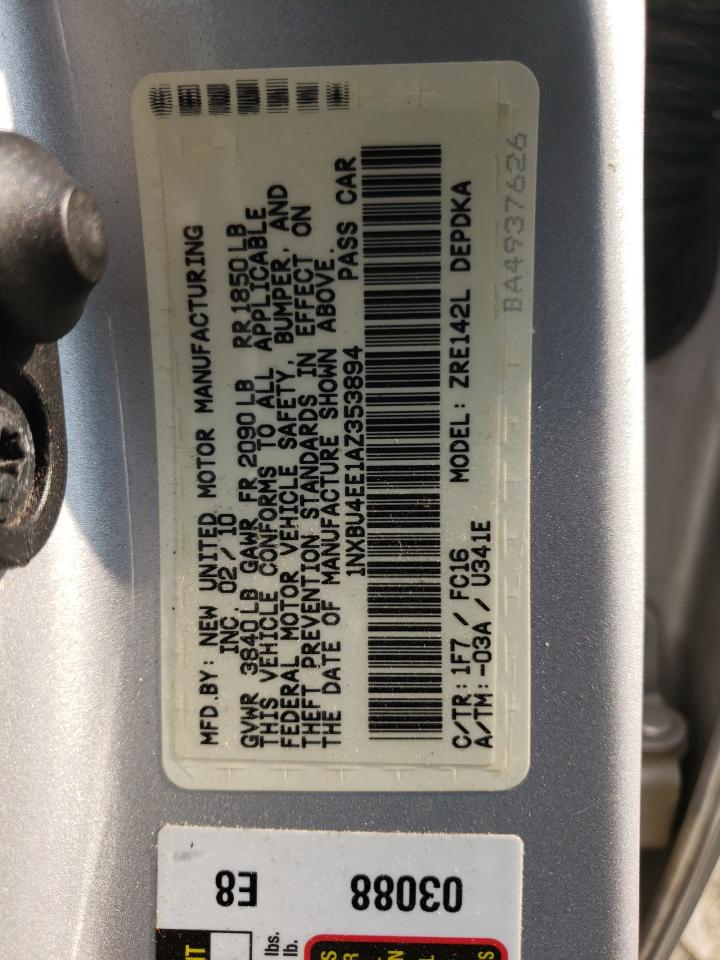 MFD.BY: NEW UNITED MOTOR MANUFACTURING
INC. 02/10
GVWR 3840LB GAWR FR 2090LB RR1850LB
THIS VEHICLE CONFORMS TO ALL APPLICABLE
FEDERAL MOTOR VEHICLE SAFETY, BUMPER, AND
THEFT PREVENTION STANDARDS IN EFFECT ON
THE DATE OF MANUFACTURE SHOWN ABOVE.
1NXBU4EE1AZ353894 PASS CAR
C/TR: 1F7 / FC16 MODEL: ZRE142L DEPDKA
A/TM: -03A / U341E
BA4937626
E8
03088
lbs.
lb.